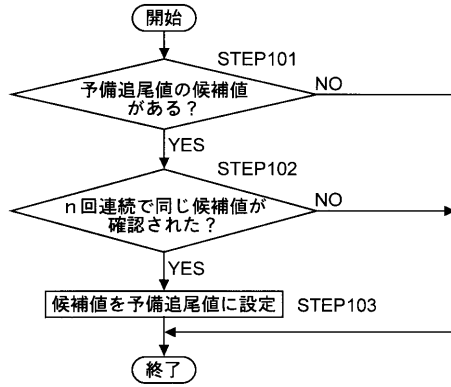 開始
STEP101
予備追尾値の候補値
がある？
NO
YES
STEP102
n回連続で同じ候補値が
確認された？
NO
YES
候補値を予備追尾値に設定
STEP103
終了